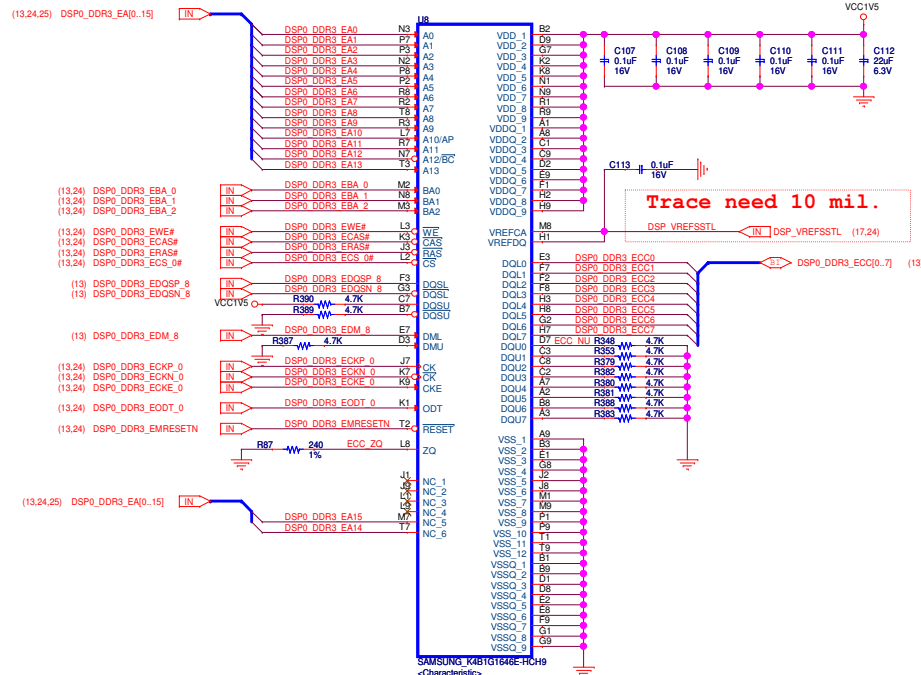 VCC1V5
(13,24,25) DSP0_DDR3_EA[0..15] IN
U8
DSP0_DDR3_EA0 N3 A0 VDD_1 B2
DSP0_DDR3_EA1 P7 A1 VDD_2 D9
DSP0_DDR3_EA2 P3 A2 VDD_3 G7
DSP0_DDR3_EA3 N2 A3 VDD_4 K2
DSP0_DDR3_EA4 P8 A4 VDD_5 K8
DSP0_DDR3_EA5 P2 A5 VDD_6 N1
DSP0_DDR3_EA6 R8 A6 VDD_7 N9
DSP0_DDR3_EA7 R2 A7 VDD_8 R1
DSP0_DDR3_EA8 T8 A8 VDD_9 R9
DSP0_DDR3_EA9 R3 A9 VDDQ_1 A1
DSP0_DDR3_EA10 L7 A10/AP VDDQ_2 A8
DSP0_DDR3_EA11 R7 A11 VDDQ_3 C1
DSP0_DDR3_EA12 N7 A12/BC VDDQ_4 C9
DSP0_DDR3_EA13 T3 A13 VDDQ_5 D2
VDDQ_6 E9
VDDQ_7 F1
VDDQ_8 H2
VDDQ_9 H9
C107 0.1uF 16V
C108 0.1uF 16V
C109 0.1uF 16V
C110 0.1uF 16V
C111 0.1uF 16V
C112 22uF 6.3V
C113 0.1uF 16V
(13,24) DSP0_DDR3_EBA_0 IN DSP0_DDR3_EBA_0 M2 BA0
(13,24) DSP0_DDR3_EBA_1 IN DSP0_DDR3_EBA_1 N8 BA1
(13,24) DSP0_DDR3_EBA_2 IN DSP0_DDR3_EBA_2 M3 BA2
Trace need 10 mil.
(13,24) DSP0_DDR3_EWE# IN DSP0_DDR3_EWE# L3 WE
(13,24) DSP0_DDR3_ECAS# IN DSP0_DDR3_ECAS# K3 CAS
(13,24) DSP0_DDR3_ERAS# IN DSP0_DDR3_ERAS# J3 RAS
(13,24) DSP0_DDR3_ECS_0# IN DSP0_DDR3_ECS_0# L2 CS
VREFCA M8 DSP_VREFSSTL IN DSP_VREFSSTL (17,24)
VREFDQ H1
(13) DSP0_DDR3_EDQSP_8 IN DSP0_DDR3_EDQSP_8 F3 DQSL
(13) DSP0_DDR3_EDQSN_8 IN DSP0_DDR3_EDQSN_8 G3 DQSL
VCC1V5 R390 4.7K C7 DQSU
R389 4.7K B7 DQSU
DQL0 E3 DSP0_DDR3_ECC0 BI DSP0_DDR3_ECC[0..7] (13
DQL1 F7 DSP0_DDR3_ECC1
DQL2 F2 DSP0_DDR3_ECC2
DQL3 F8 DSP0_DDR3_ECC3
DQL4 H3 DSP0_DDR3_ECC4
DQL5 H8 DSP0_DDR3_ECC5
DQL6 G2 DSP0_DDR3_ECC6
DQL7 H7 DSP0_DDR3_ECC7
(13) DSP0_DDR3_EDM_8 IN DSP0_DDR3_EDM_8 E7 DML
R387 4.7K D3 DMU
DQU0 D7 ECC_NU R348 4.7K
DQU1 C3 R353 4.7K
DQU2 C8 R379 4.7K
DQU3 C2 R382 4.7K
DQU4 A7 R380 4.7K
DQU5 A2 R381 4.7K
DQU6 B8 R388 4.7K
DQU7 A3 R383 4.7K
(13,24) DSP0_DDR3_ECKP_0 IN DSP0_DDR3_ECKP_0 J7 CK
(13,24) DSP0_DDR3_ECKN_0 IN DSP0_DDR3_ECKN_0 K7 CK
(13,24) DSP0_DDR3_ECKE_0 IN DSP0_DDR3_ECKE_0 K9 CKE
(13,24) DSP0_DDR3_EODT_0 IN DSP0_DDR3_EODT_0 K1 ODT
(13,24) DSP0_DDR3_EMRESETN IN DSP0_DDR3_EMRESETN T2 RESET
R87 240 1% ECC_ZQ L8 ZQ
VSS_1 A9
VSS_2 B3
VSS_3 E1
VSS_4 G8
VSS_5 J2
VSS_6 J8
VSS_7 M1
VSS_8 M9
VSS_9 P1
VSS_10 P9
VSS_11 T1
VSS_12 T9
VSSQ_1 B1
VSSQ_2 B9
VSSQ_3 D1
VSSQ_4 D8
VSSQ_5 E2
VSSQ_6 E8
VSSQ_7 F9
VSSQ_8 G1
VSSQ_9 G9
J1 NC_1
NC_2
NC_3
NC_4
(13,24,25) DSP0_DDR3_EA[0..15] IN
DSP0_DDR3_EA15 M7 NC_5
DSP0_DDR3_EA14 T7 NC_6
SAMSUNG_K4B1G1646E-HCH9
<Characteristic>